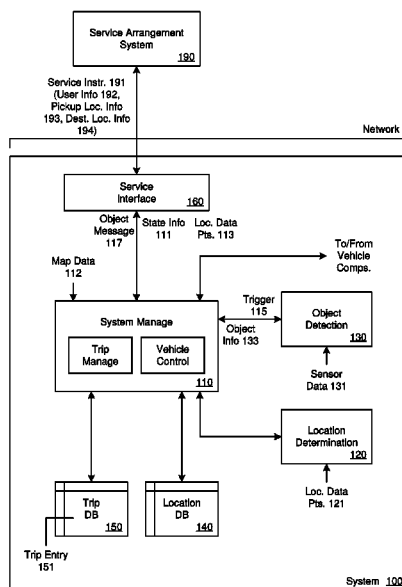 Service Arrangement
System
190
Service Instr. 191
(User Info 192,
Pickup Loc. Info
193, Dest. Loc. Info
194)
Network
Service
Interface
160
Object
Message
117
State Info
111
Loc. Data
Pts. 113
Map Data
112
To/From
Vehicle
Comps.
System Manage
Trip
Manage
Vehicle
Control
110
Trigger
115
Object
Info 133
Object
Detection
130
Sensor
Data 131
Location
Determination
120
Loc. Data
Pts. 121
Trip
DB
150
Location
DB
140
Trip Entry
151
System 100